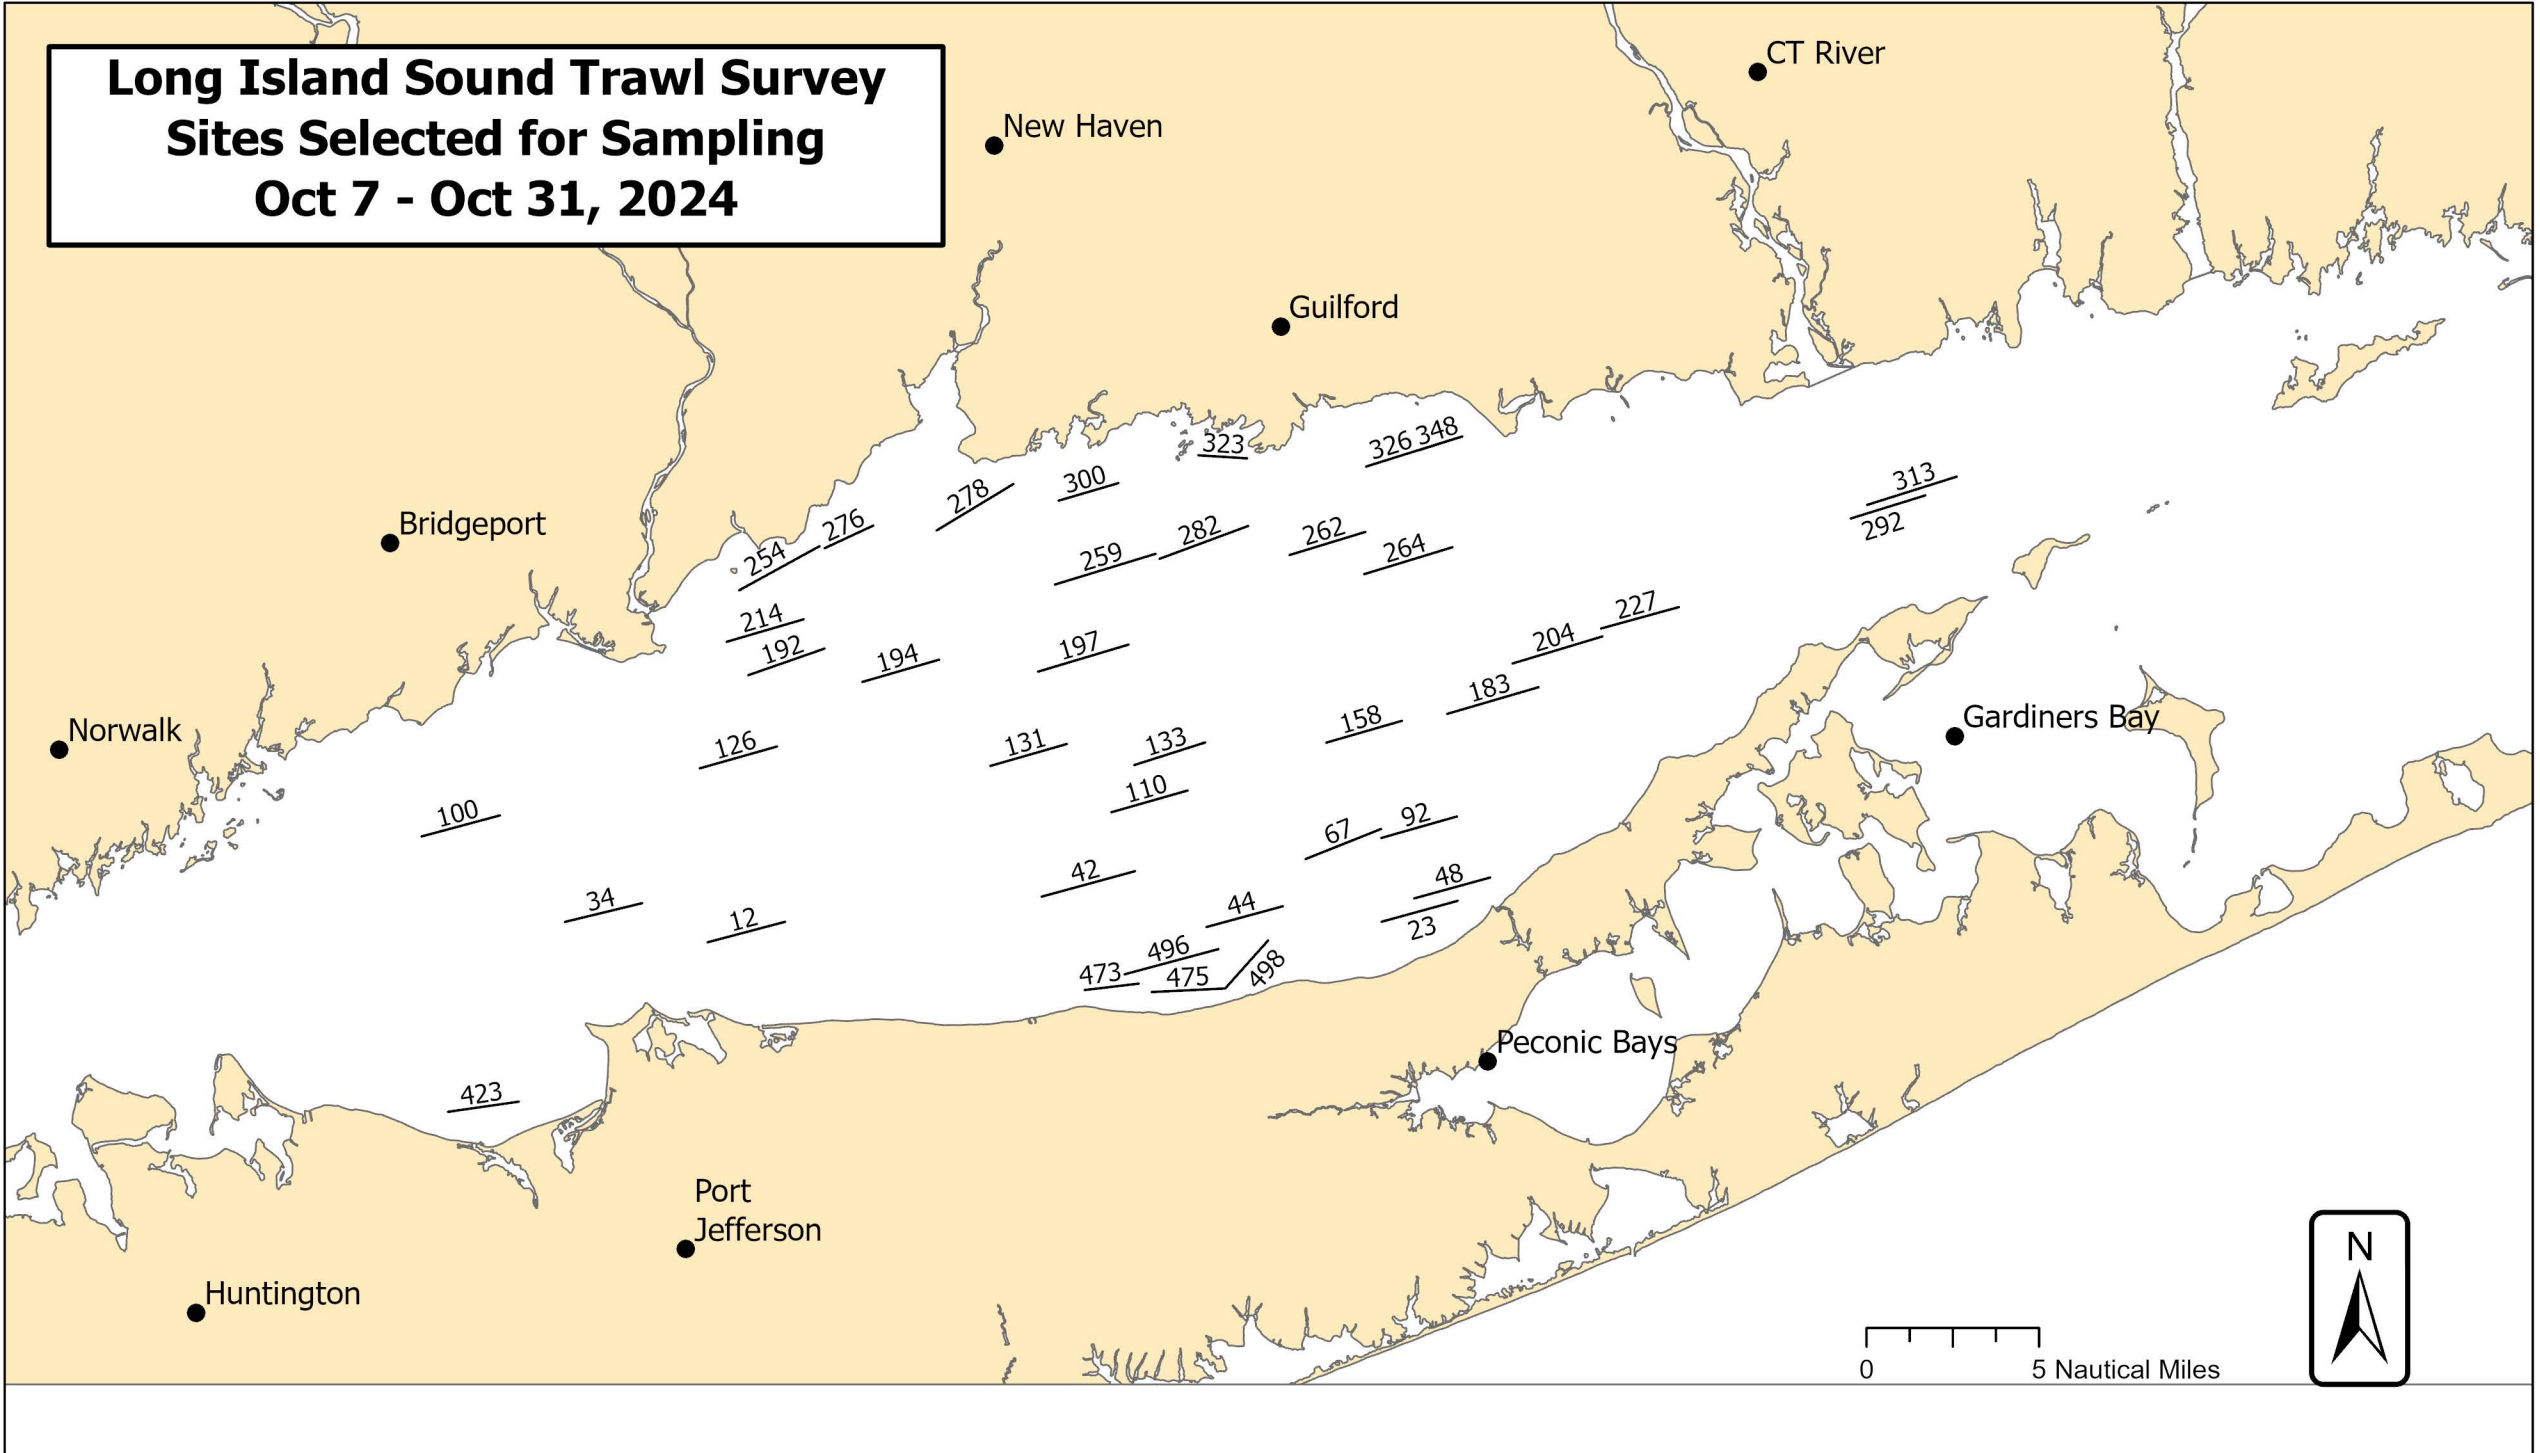 Long Island Sound Trawl Survey
Sites Selected for Sampling
Oct 7 - Oct 31, 2024
CT River
New Haven
Guilford
323
326 348
313
292
300
278
276
254
282
259
262
264
Bridgeport
214
192
194
197
227
204
183
158
Gardiners Bay
Norwalk
126
131
133
110
100
67
92
42
48
44
23
34
12
496
473
475
498
Peconic Bays
423
Port
Jefferson
Huntington
N
0 5 Nautical Miles